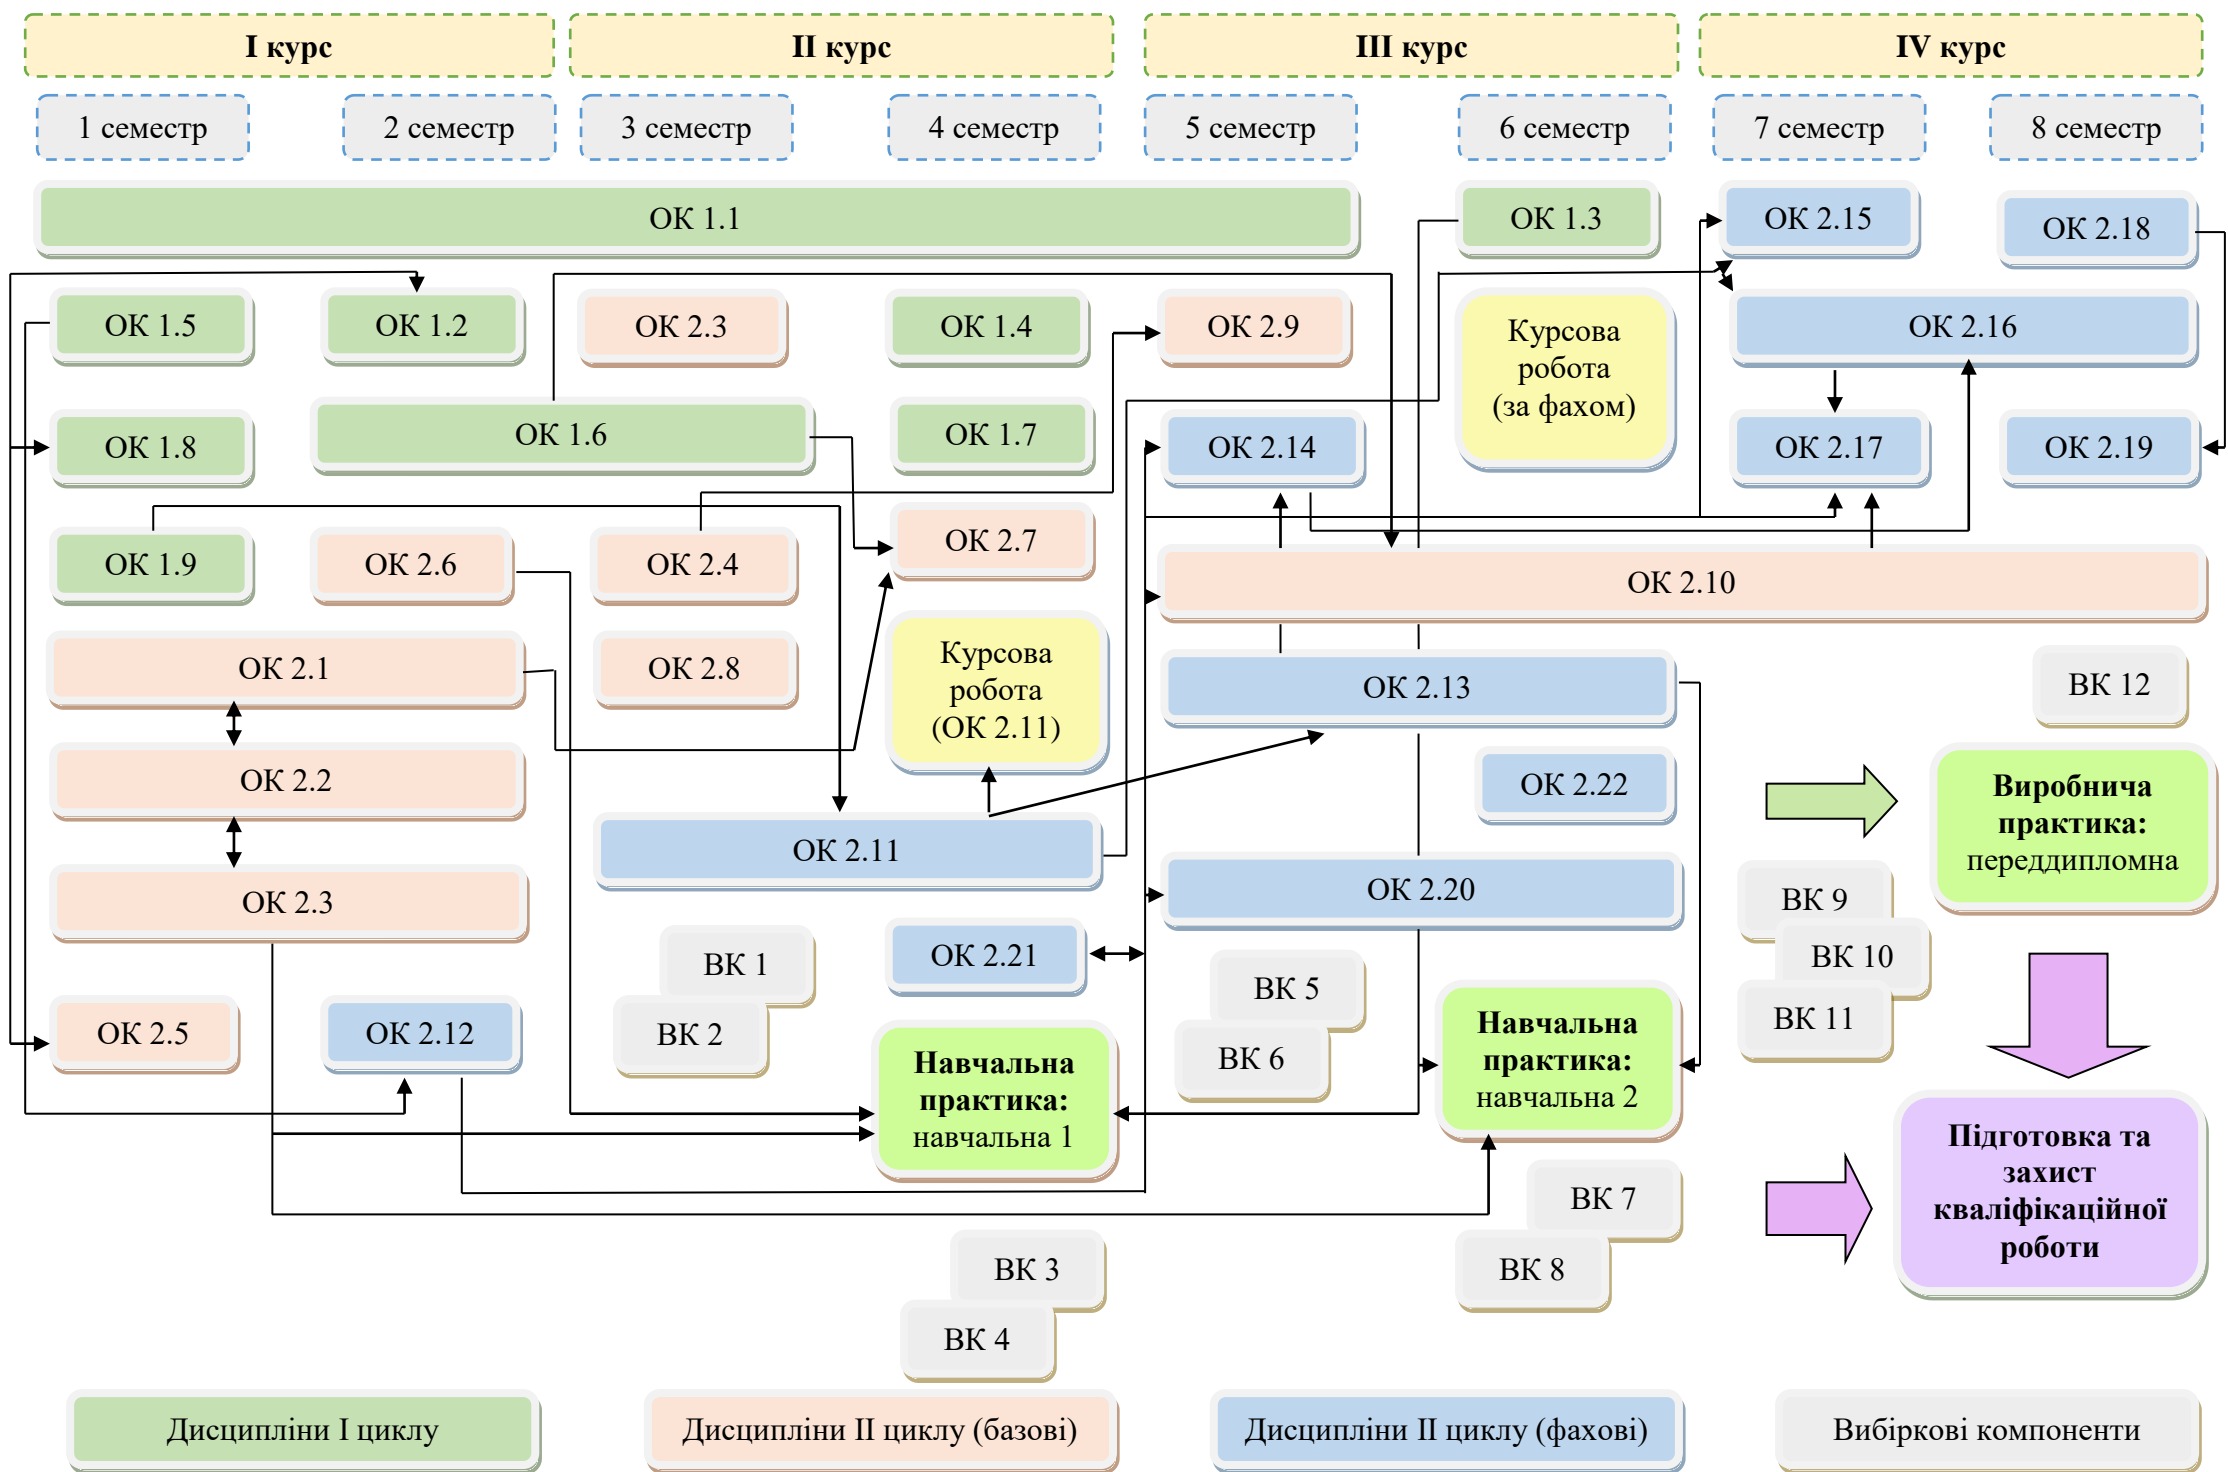 I курс
II курс
III курс
IV курс
1 семестр
2 семестр
3 семестр
4 семестр
5 семестр
6 семестр
7 семестр
8 семестр
ОК 1.1
ОК 1.3
ОК 2.15
ОК 2.18
ОК 1.5
ОК 1.2
ОК 2.3
ОК 1.4
ОК 2.9
Курсова
робота
(за фахом)
ОК 2.16
ОК 1.8
ОК 1.6
ОК 1.7
ОК 2.14
ОК 2.17
ОК 2.19
ОК 1.9
ОК 2.6
ОК 2.4
ОК 2.7
ОК 2.10
ОК 2.1
ОК 2.8
Курсова
робота
(ОК 2.11)
ОК 2.13
ВК 12
ОК 2.2
ОК 2.22
Виробнича
практика:
переддипломна
ОК 2.11
ОК 2.3
ОК 2.20
ВК 9
ВК 10
ВК 11
ВК 1
ВК 2
ОК 2.21
ВК 5
ВК 6
ОК 2.5
ОК 2.12
Навчальна
практика:
навчальна 1
Навчальна
практика:
навчальна 2
Підготовка та
захист
кваліфікаційної
роботи
ВК 7
ВК 8
ВК 3
ВК 4
Дисципліни I циклу
Дисципліни II циклу (базові)
Дисципліни II циклу (фахові)
Вибіркові компоненти